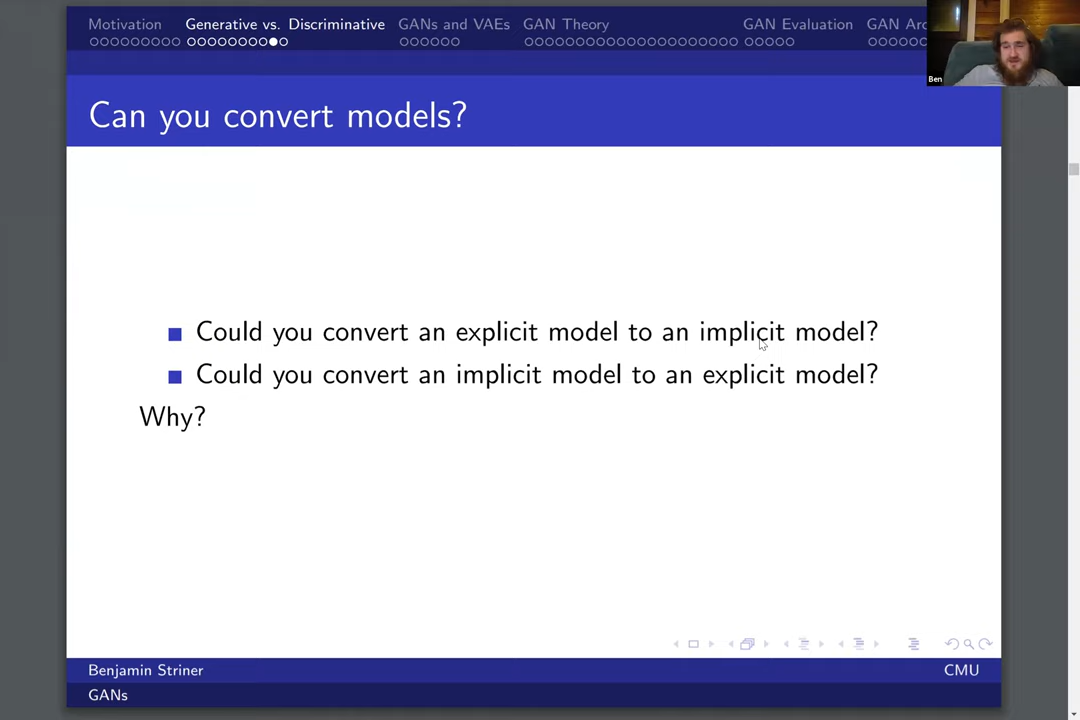 Motivation
Generative vs. Discriminative
GANs and VAEs
GAN Theory
GAN Evaluation
GAN
Ben
Can you convert models?
Could you convert an explicit model to an implicit model?
Could you convert an implicit model to an explicit model?
Why?
Benjamin Striner
CMU
GANs